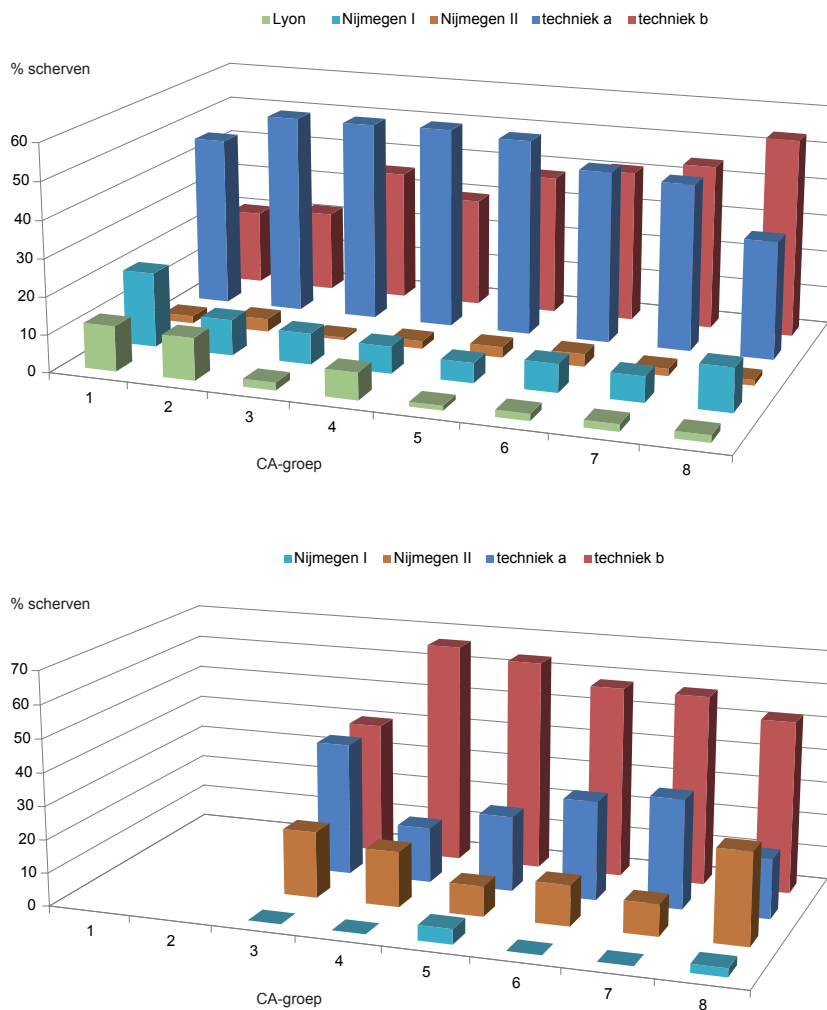 Lyon Nijmegen I Nijmegen II techniek a techniek b
% scherven
60
50
40
30
20
10
0
1 2 3 4 5 6 7 8
CA-groep
Nijmegen I Nijmegen II techniek a techniek b
% scherven
70
60
50
40
30
20
10
0
1 2 3 4 5 6 7 8
CA-groep